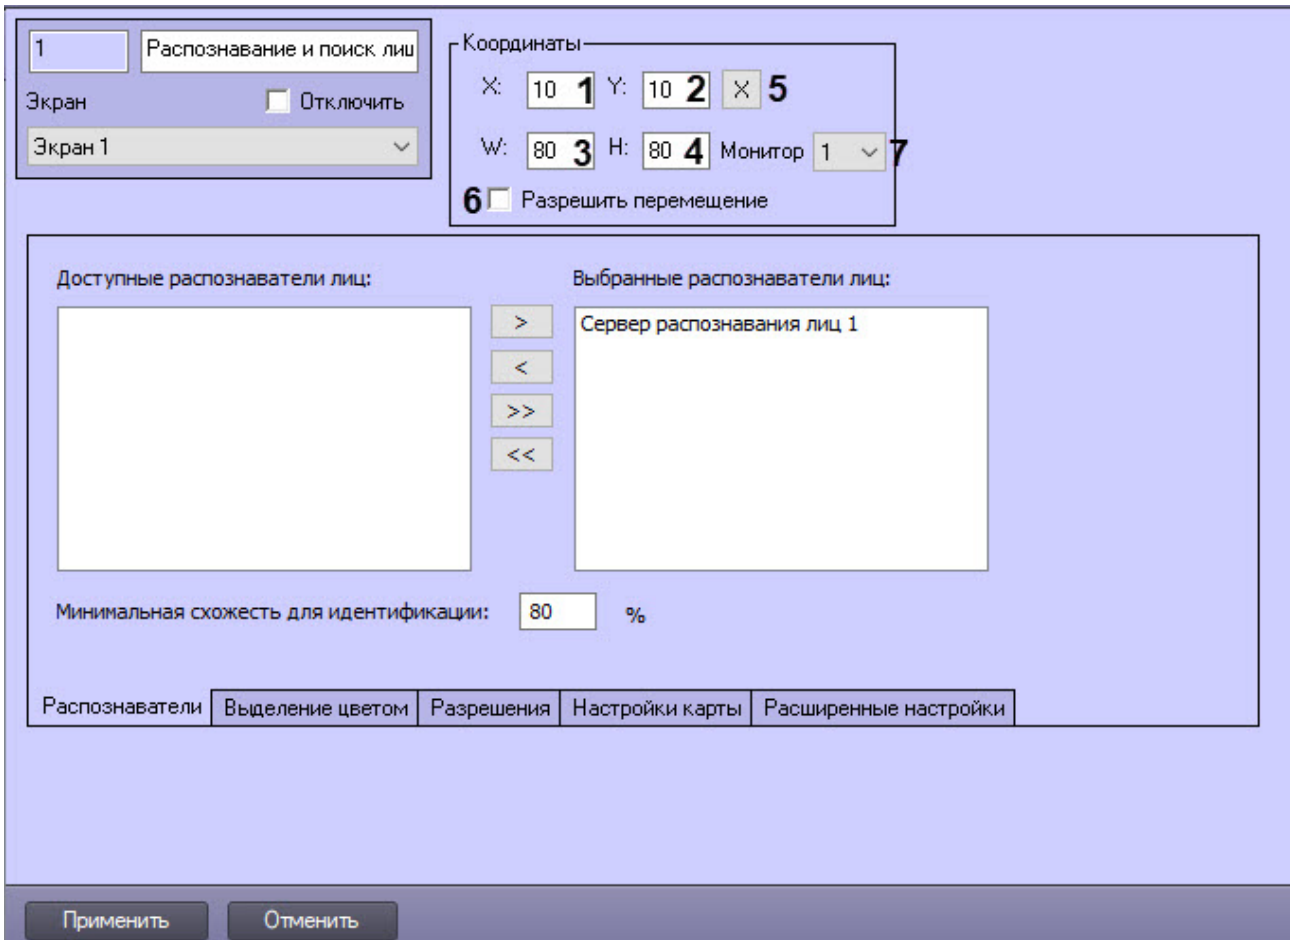 1 Распознавание и поиск лиц
Экран Отключить
Экран 1
Координаты
X: 10 1 Y: 10 2 X 5
W: 80 3 H: 80 4 Монитор 1 7
6 Разрешить перемещение
Доступные распознаватели лиц: Выбранные распознаватели лиц:
> Сервер распознавания лиц 1
<
>>
<<
Минимальная схожесть для идентификации: 80 %
Распознаватели Выделение цветом Разрешения Настройки карты Расширенные настройки
Применить Отменить